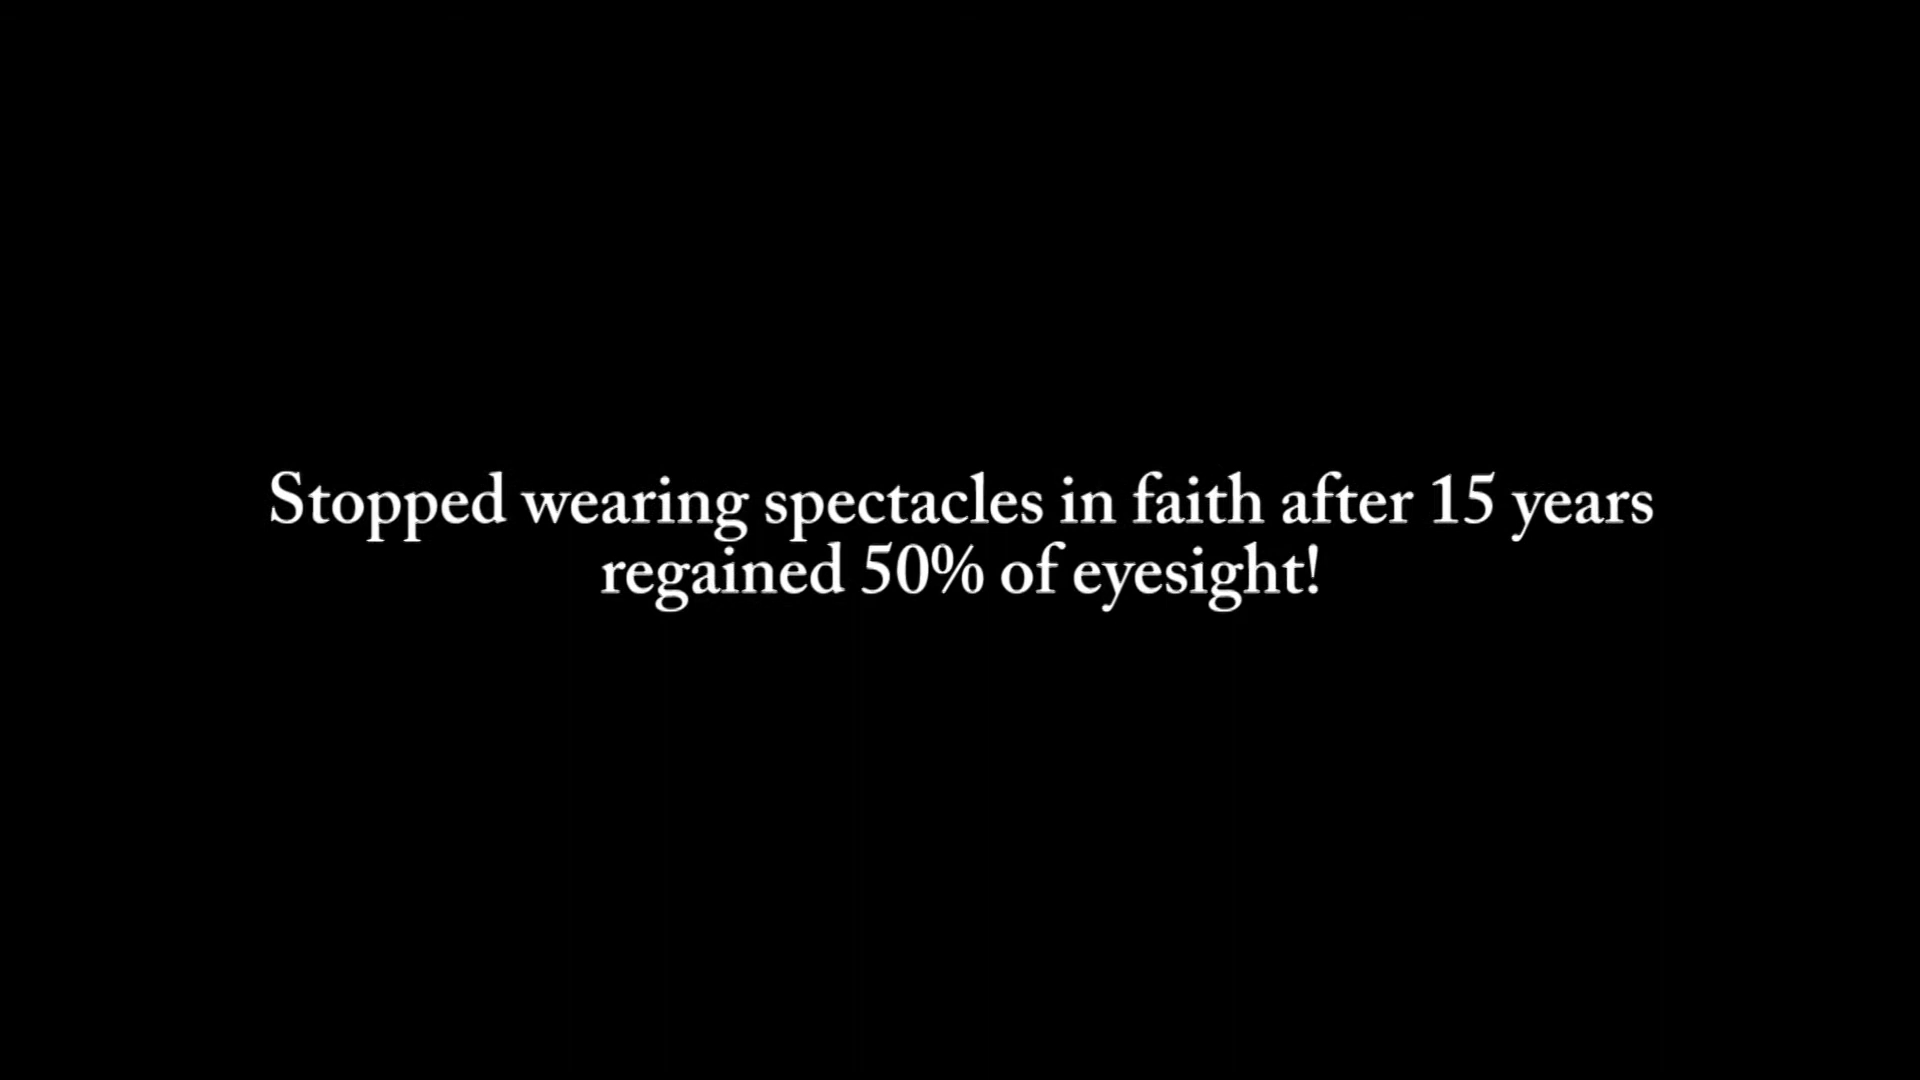 Stopped wearing spectacles in faith after 15 years
regained 50% of eyesight!